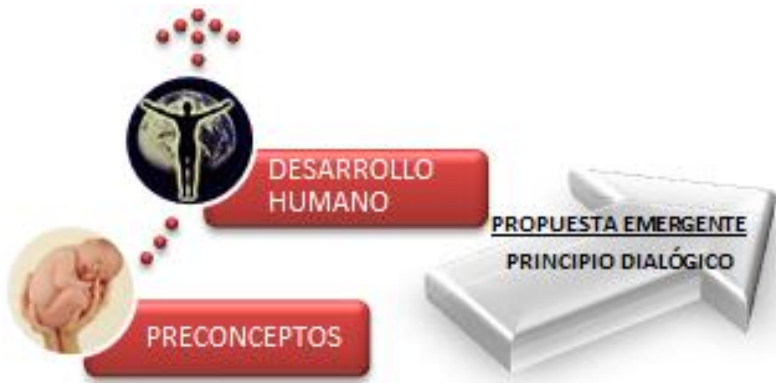 DESARROLLO
HUMANO
PROPUESTA EMERGENTE
PRINCIPIO DIALÓGICO
PRECONCEPTOS